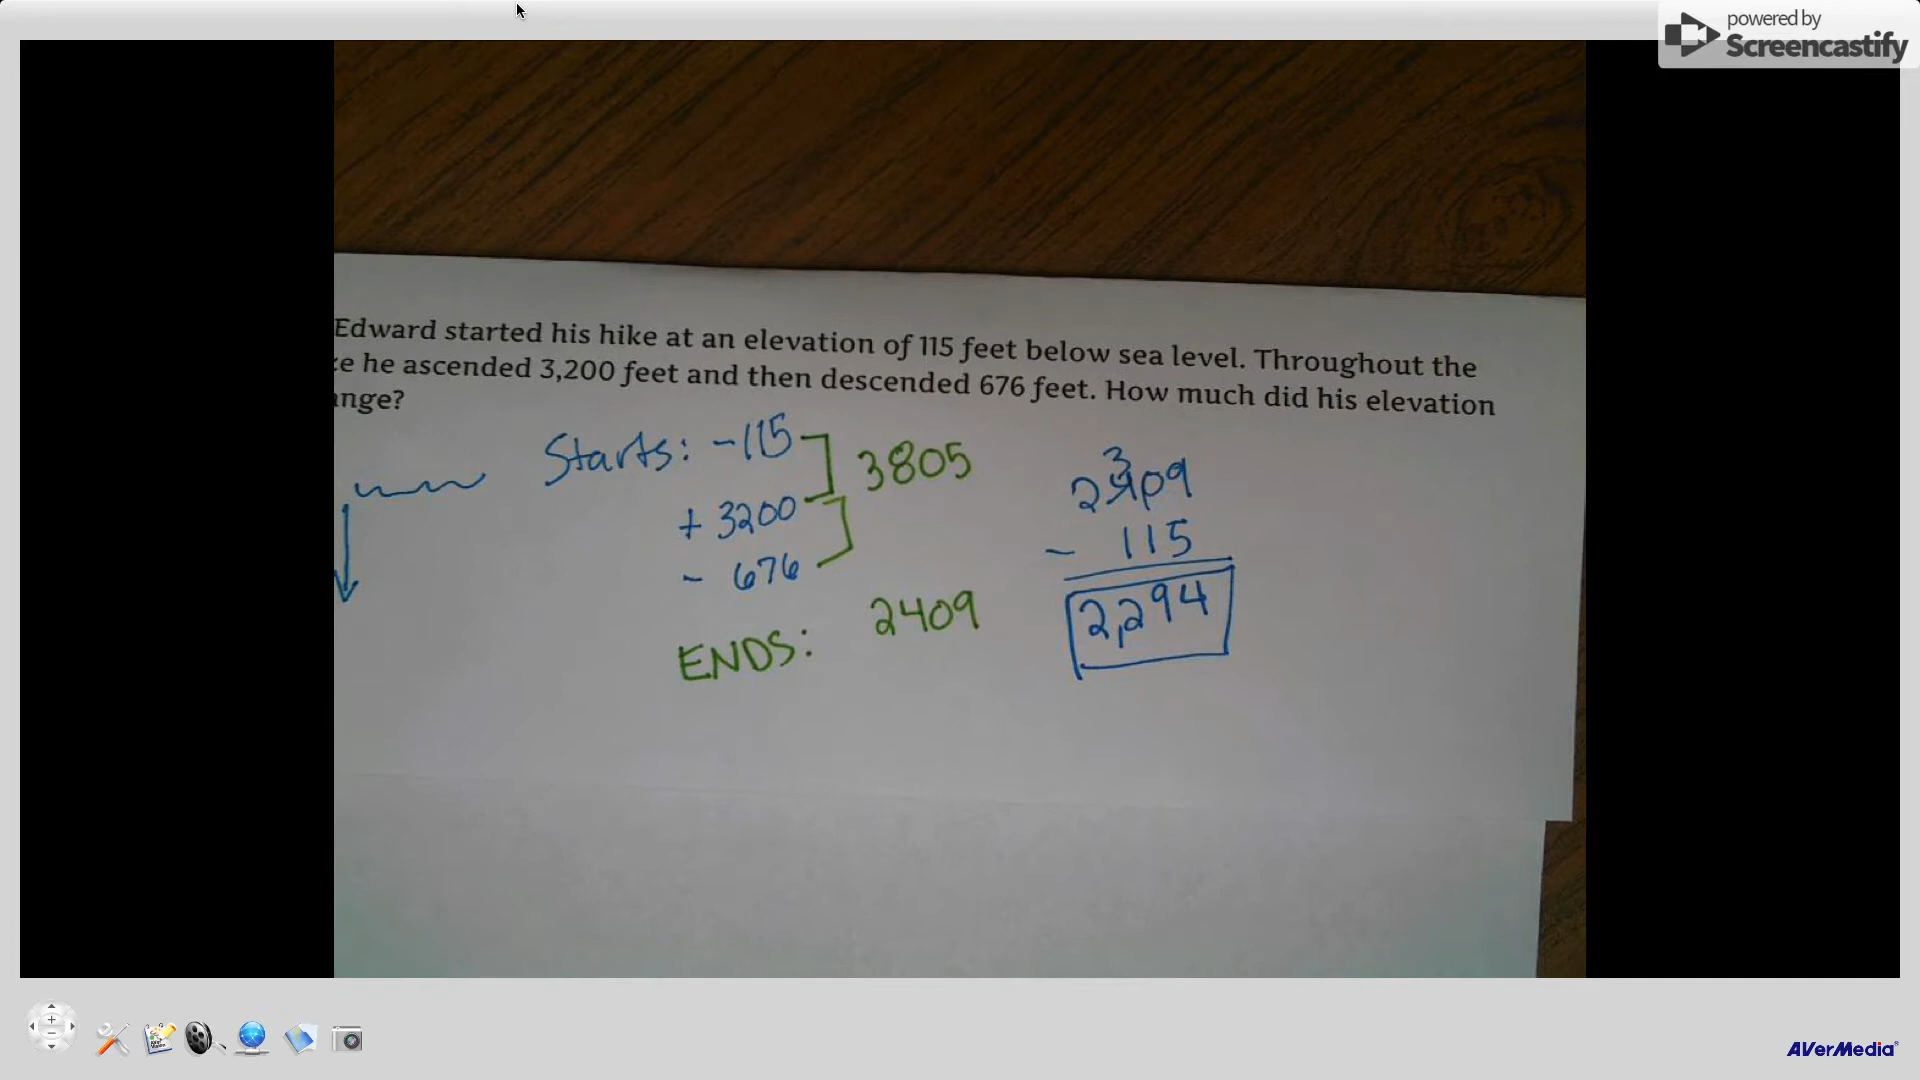 powered by
Screencastify
Edward started his hike at an elevation of 115 feet below sea level. Throughout the
e he ascended 3,200 feet and then descended 676 feet. How much did his elevation
nge?
Starts: -115
3805
+ 3200
- 676
ENDS: 2409
3
2409
- 115
2,294
AVerMedia